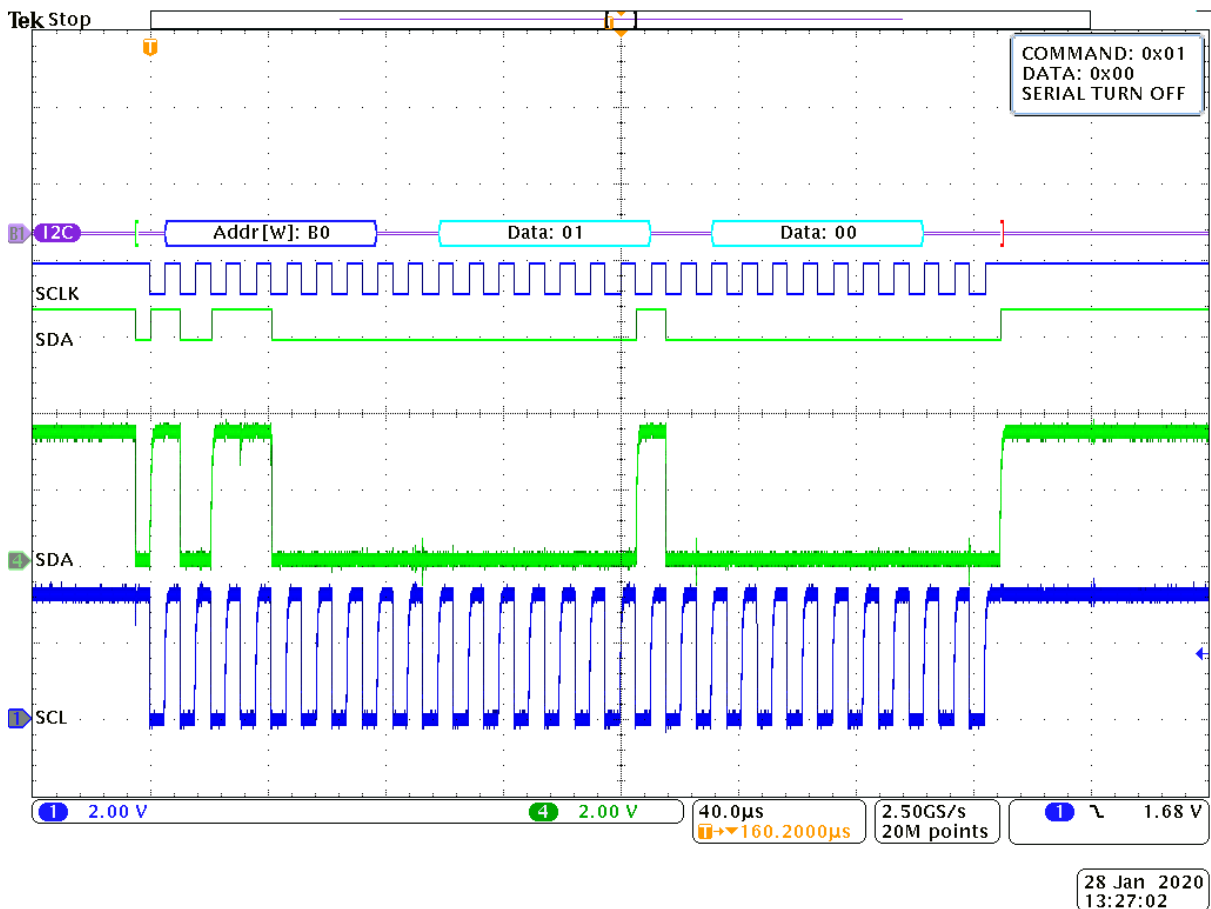 Tek Stop
T
COMMAND: 0x01
DATA: 0x00
SERIAL TURN OFF
B1 I2C
Addr[W]: B0
Data: 01
Data: 00
SCLK
SDA
4 SDA
1 SCL
1 2.00 V
4 2.00 V
40.0µs
T→▼160.2000µs
2.50GS/s
20M points
1 1.68 V
28 Jan 2020
13:27:02